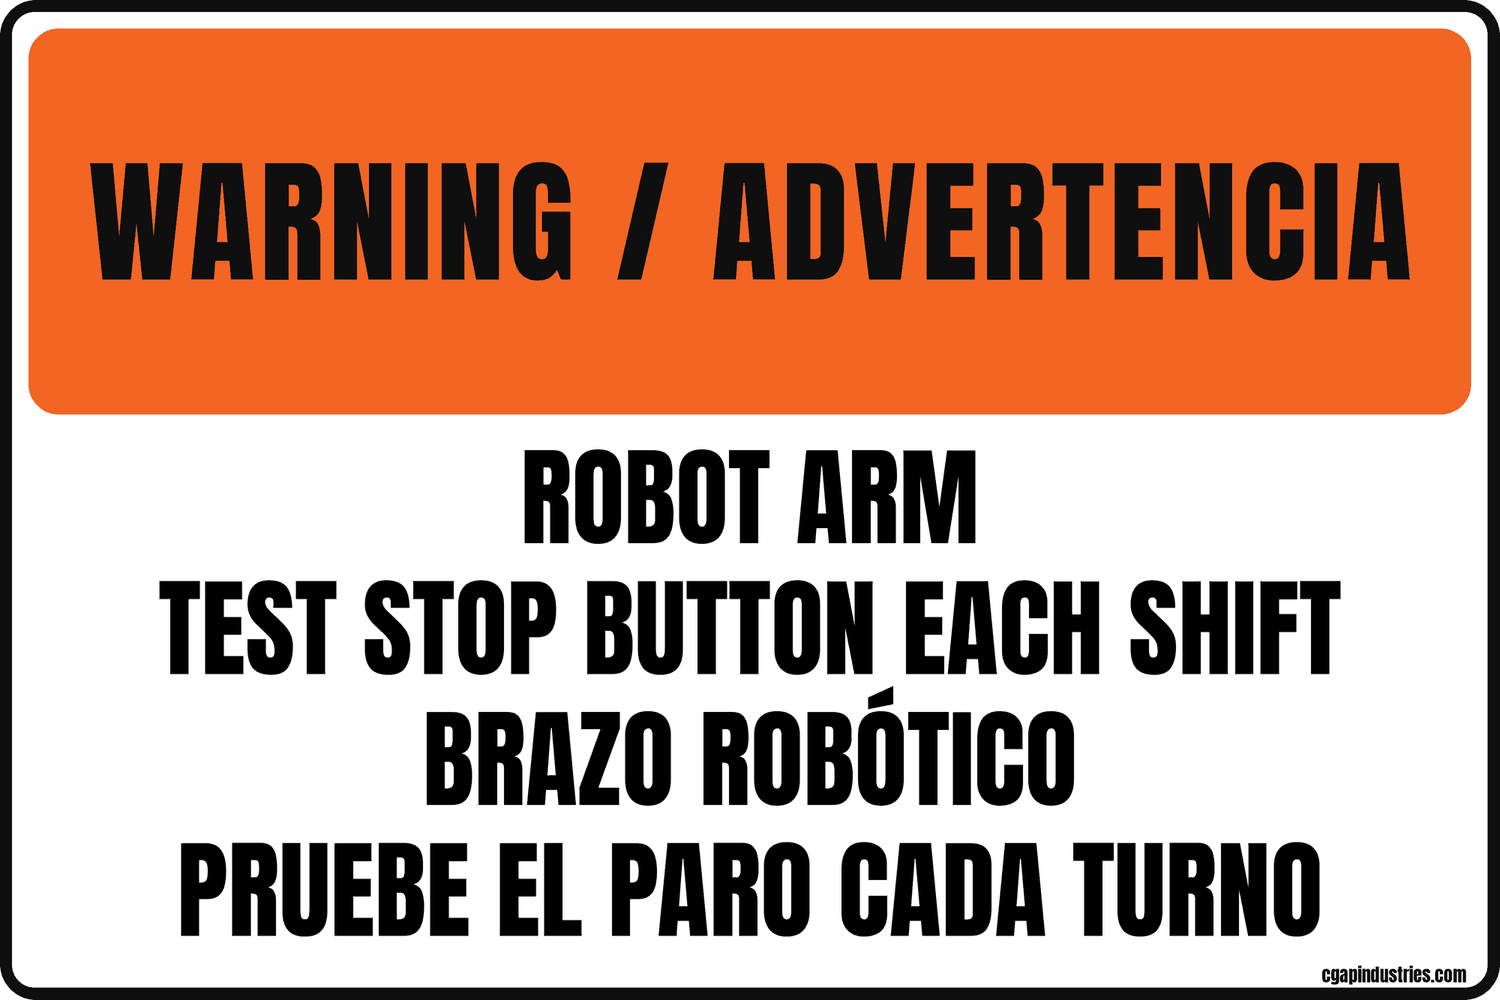 WARNING / ADVERTENCIA
ROBOT ARM
TEST STOP BUTTON EACH SHIFT
BRAZO ROBÓTICO
PRUEBE EL PARO CADA TURNO
cgapindustries.com